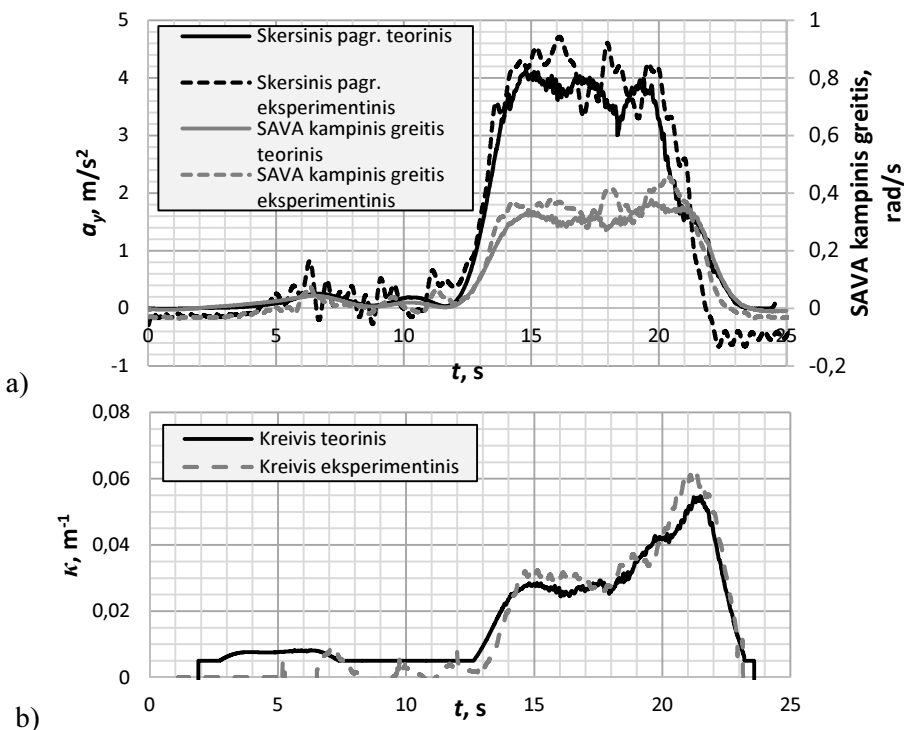 Skersinis pagr. teorinis
Skersinis pagr.
eksperimentinis
SAVA kampinis greitis
teorinis
SAVA kampinis greitis
eksperimentinis
5
4
3
2
1
0
-1
αy, m/s²
0
5
10
15
20
25
t, s
1
0,8
0,6
0,4
0,2
0
-0,2
SAVA kampinis greitis,
rad/s
a)
Kreivis teorinis
Kreivis eksperimentinis
0,08
0,06
0,04
0,02
0
κ, m⁻¹
0
5
10
15
20
25
t, s
b)